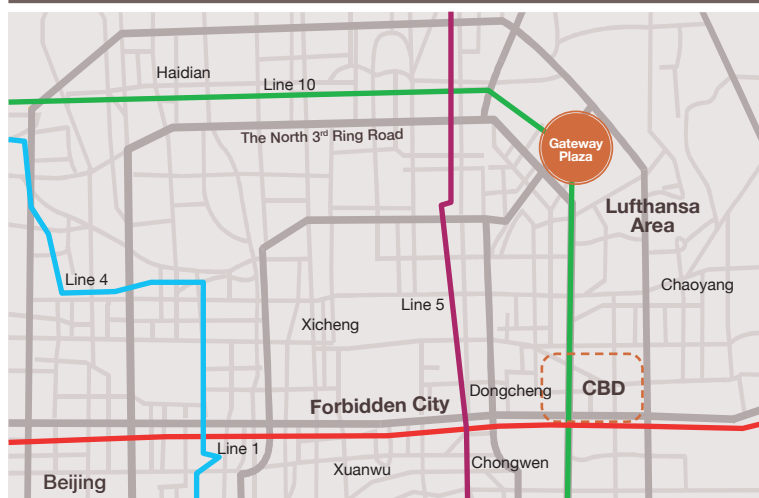 Haidian
Line 10
The North 3rd Ring Road
Gateway
Plaza
Lufthansa
Area
Line 4
Chaoyang
Line 5
Xicheng
Dongcheng
CBD
Forbidden City
Line 1
Xuanwu
Chongwen
Beijing